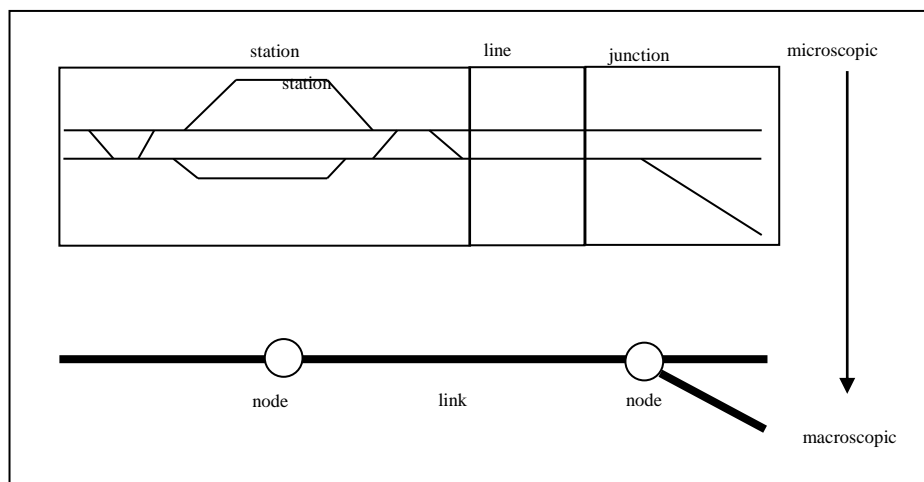 station
line
junction
microscopic
station
node
link
node
macroscopic